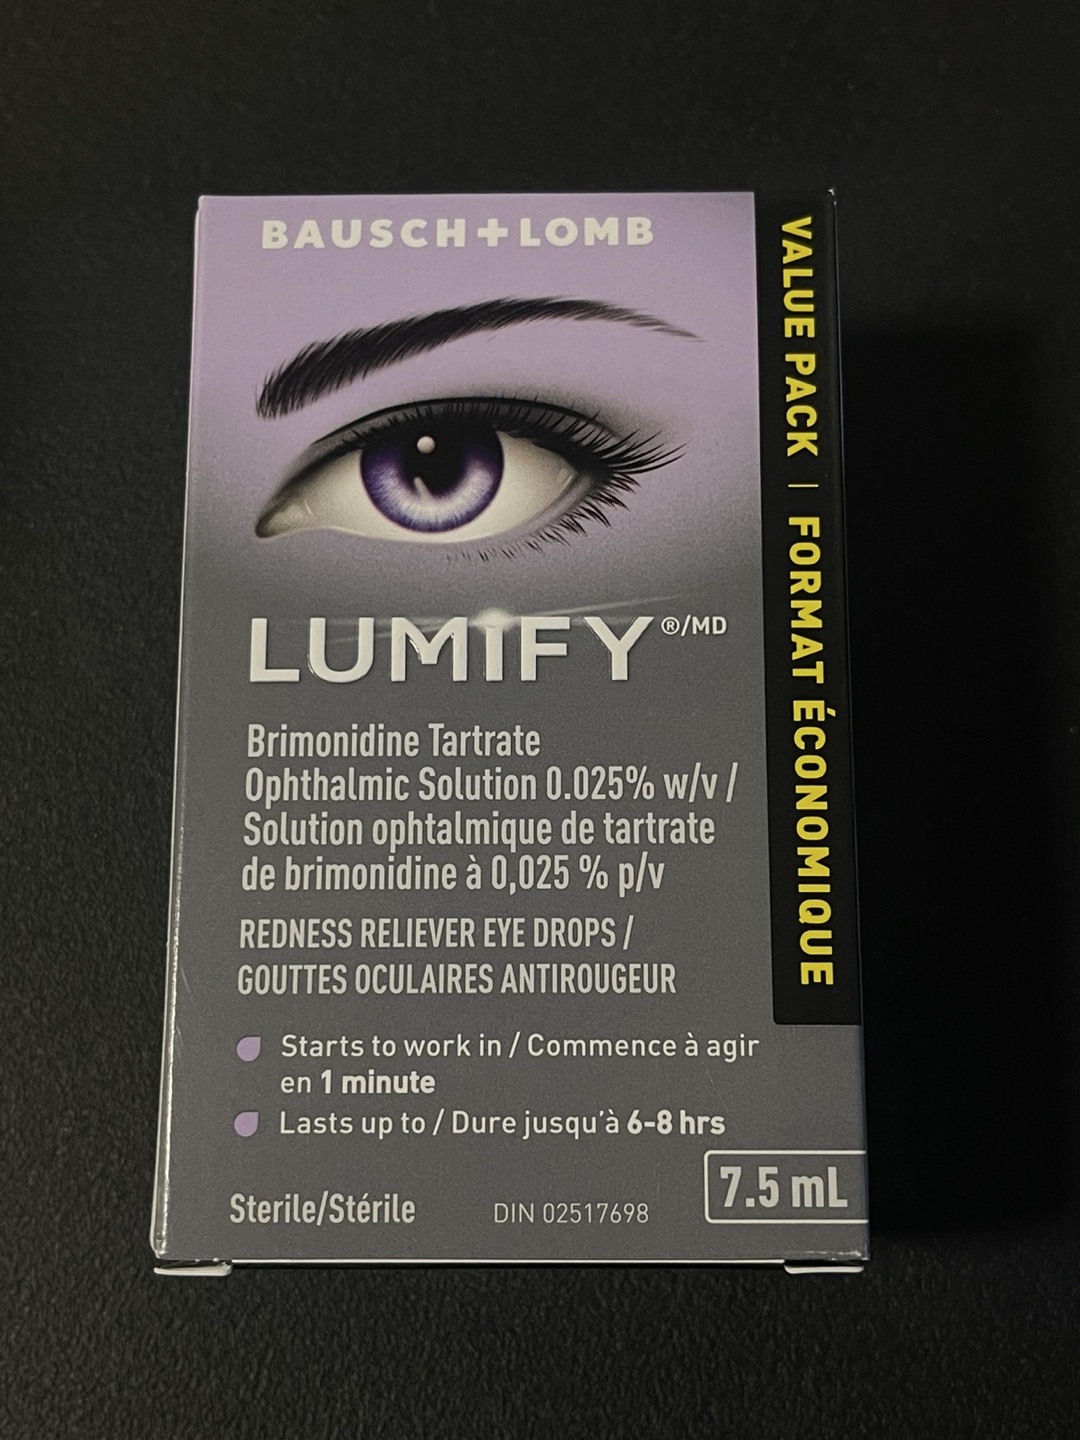 BAUSCH+LOMB
VALUE PACK | FORMAT ÉCONOMIQUE
LUMIFY®/MD
Brimonidine Tartrate
Ophthalmic Solution 0.025% w/v /
Solution ophtalmique de tartrate
de brimonidine à 0,025 % p/v
REDNESS RELIEVER EYE DROPS /
GOUTTES OCULAIRES ANTIROUGEUR
Starts to work in / Commence à agir
en 1 minute
Lasts up to / Dure jusqu'à 6-8 hrs
Sterile/Stérile
DIN 02517698
7.5 mL